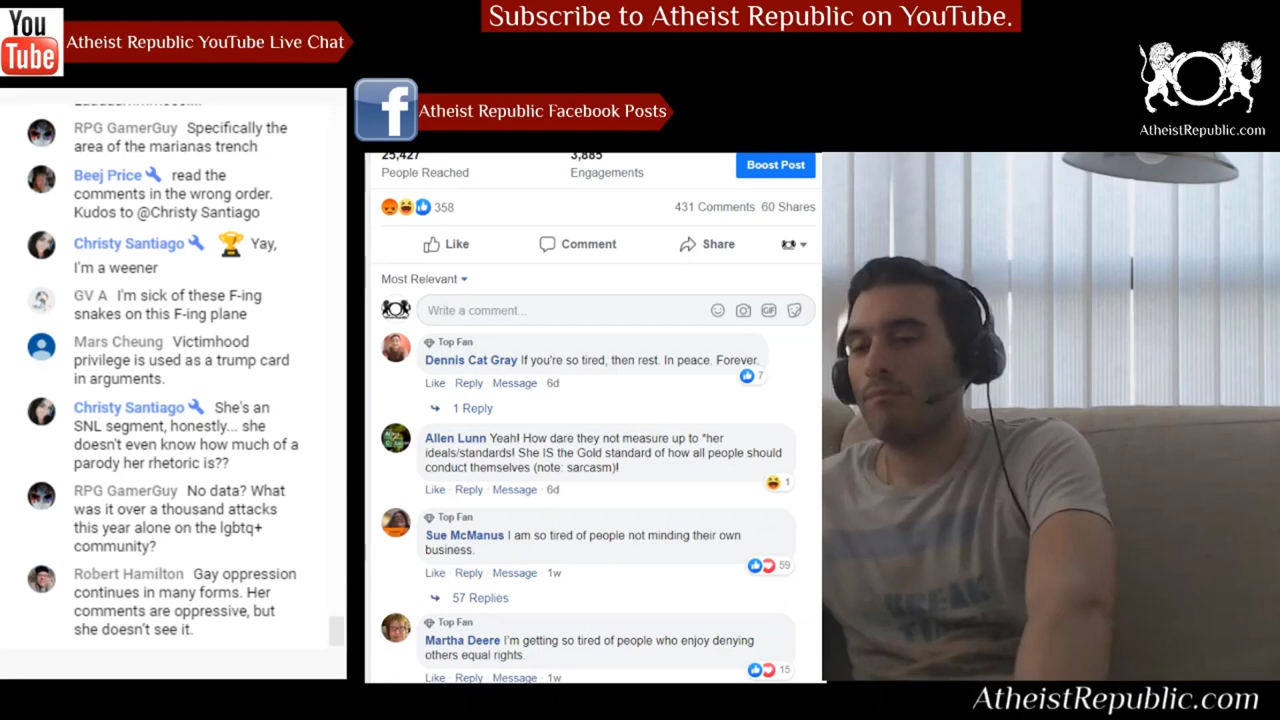 Subscribe to Atheist Republic on YouTube.
You
Tube
Atheist Republic YouTube Live Chat
Atheist Republic Facebook Posts
AtheistRepublic.com
RPG GamerGuy Specifically the
area of the marianas trench
Beej Price read the
comments in the wrong order.
Kudos to @Christy Santiago
Christy Santiago Yay,
I'm a weener
GV A I'm sick of these F-ing
snakes on this F-ing plane
Mars Cheung Victimhood
privilege is used as a trump card
in arguments.
Christy Santiago She's an
SNL segment, honestly... she
doesn't even know how much of a
parody her rhetoric is??
RPG GamerGuy No data? What
was it over a thousand attacks
this year alone on the lgbtq+
community?
Robert Hamilton Gay oppression
continues in many forms. Her
comments are oppressive, but
she doesn't see it.
25,427 3,885
People Reached Engagements
Boost Post
358 431 Comments 60 Shares
Like Comment Share
Most Relevant
Write a comment...
GIF
Top Fan
Dennis Cat Gray If you're so tired, then rest. In peace. Forever.
7
Like · Reply · Message · 6d
1 Reply
Allen Lunn Yeah! How dare they not measure up to *her
ideals/standards! She IS the Gold standard of how all people should
conduct themselves (note: sarcasm)!
1
Like · Reply · Message · 6d
Top Fan
Sue McManus I am so tired of people not minding their own
business.
59
Like · Reply · Message · 1w
57 Replies
Top Fan
Martha Deere I'm getting so tired of people who enjoy denying
others equal rights.
15
Like · Reply · Message · 1w
AtheistRepublic.com